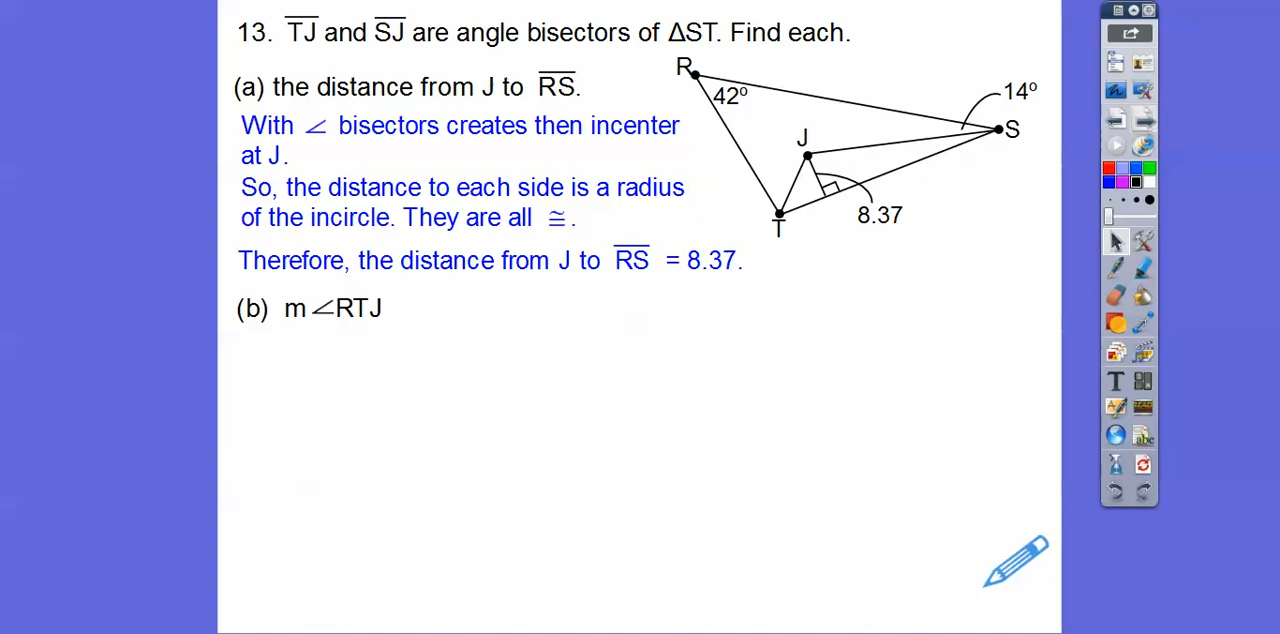 13. TJ and SJ are angle bisectors of ΔST. Find each.
(a) the distance from J to RS.
With ∠ bisectors creates then incenter
at J.
So, the distance to each side is a radius
of the incircle. They are all ≅ .
Therefore, the distance from J to RS = 8.37.
(b) m∠RTJ
R
42º
14º
S
J
T
8.37